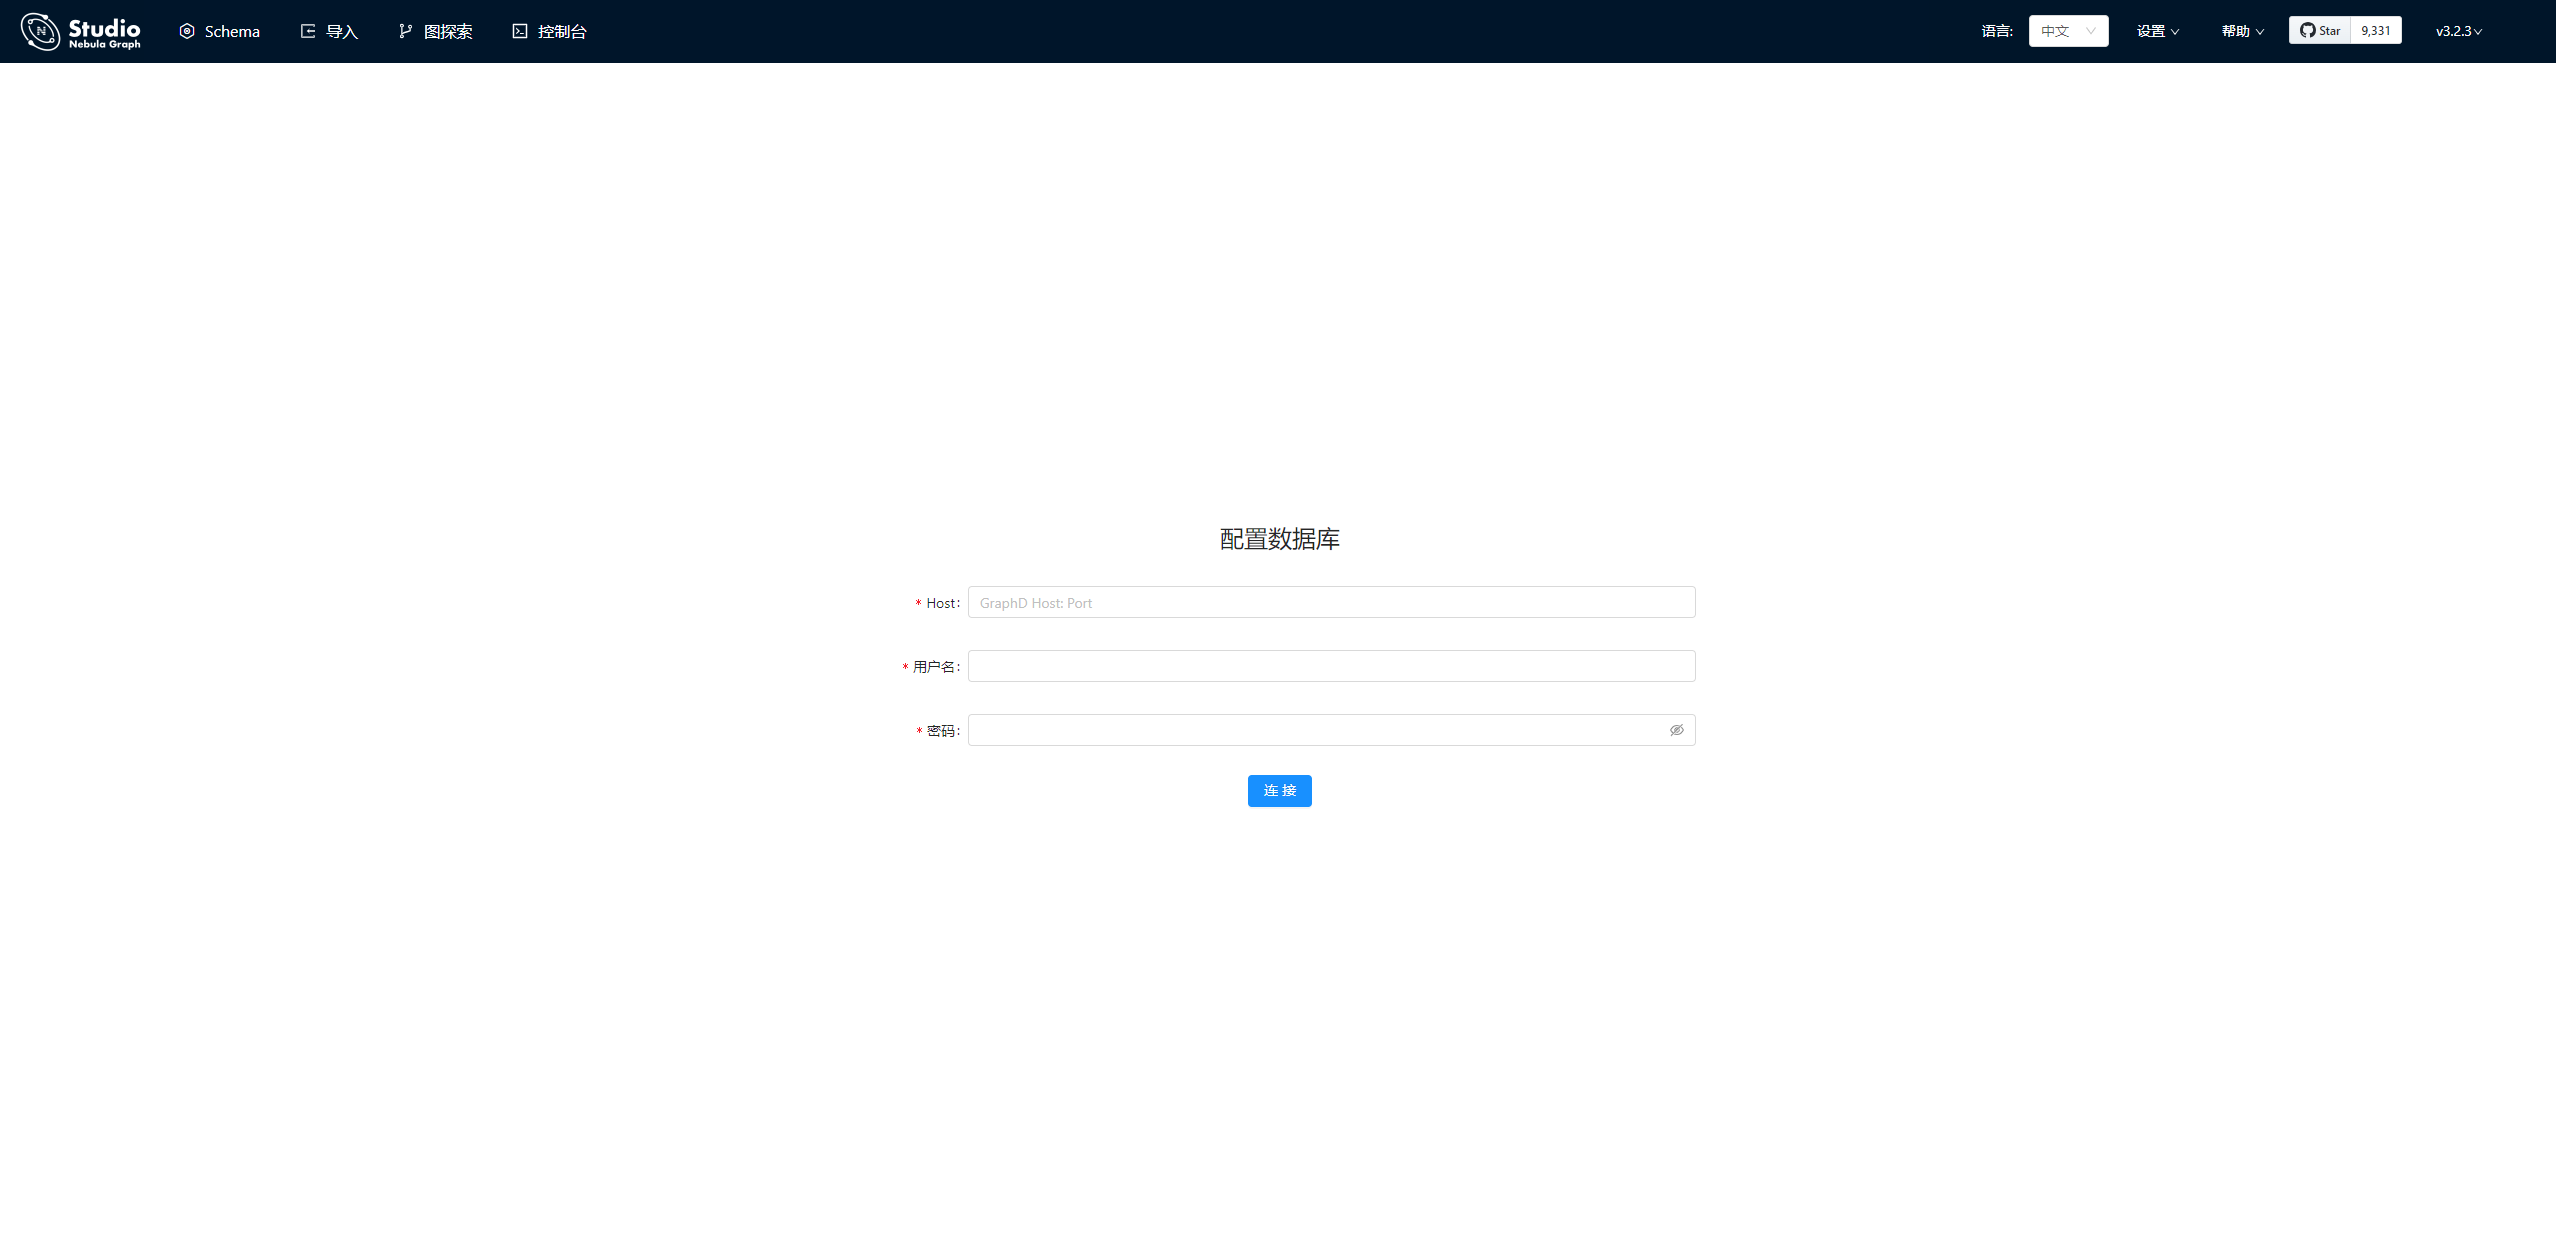 Studio
Nebula Graph
Schema
导入
图探索
控制台
语言:
中文
设置
帮助
Star
9,331
v3.2.3
配置数据库
* Host:
GraphD Host: Port
* 用户名:
* 密码:
连 接